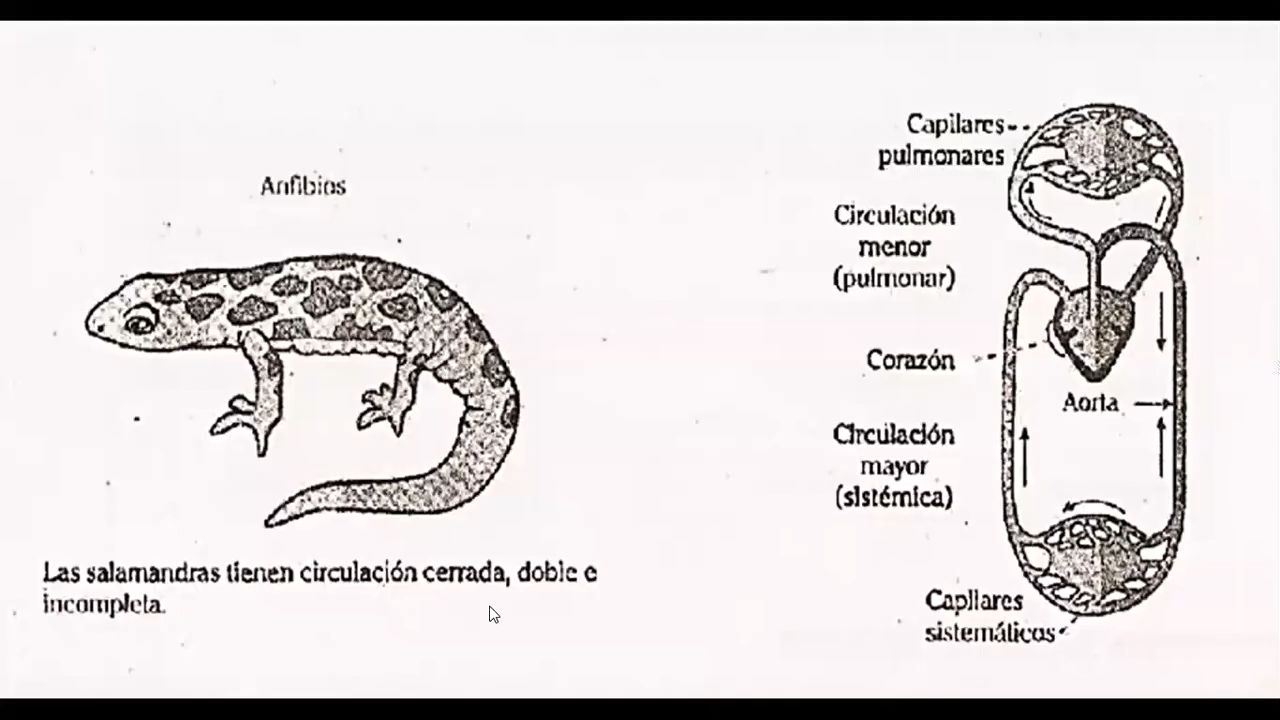 Anfibios
Las salamandras tienen circulación cerrada, doble e
incompleta.
Capilares
pulmonares
Circulación
menor
(pulmonar)
Corazón
Aorta
Circulación
mayor
(sistémica)
Capilares
sistemáticos